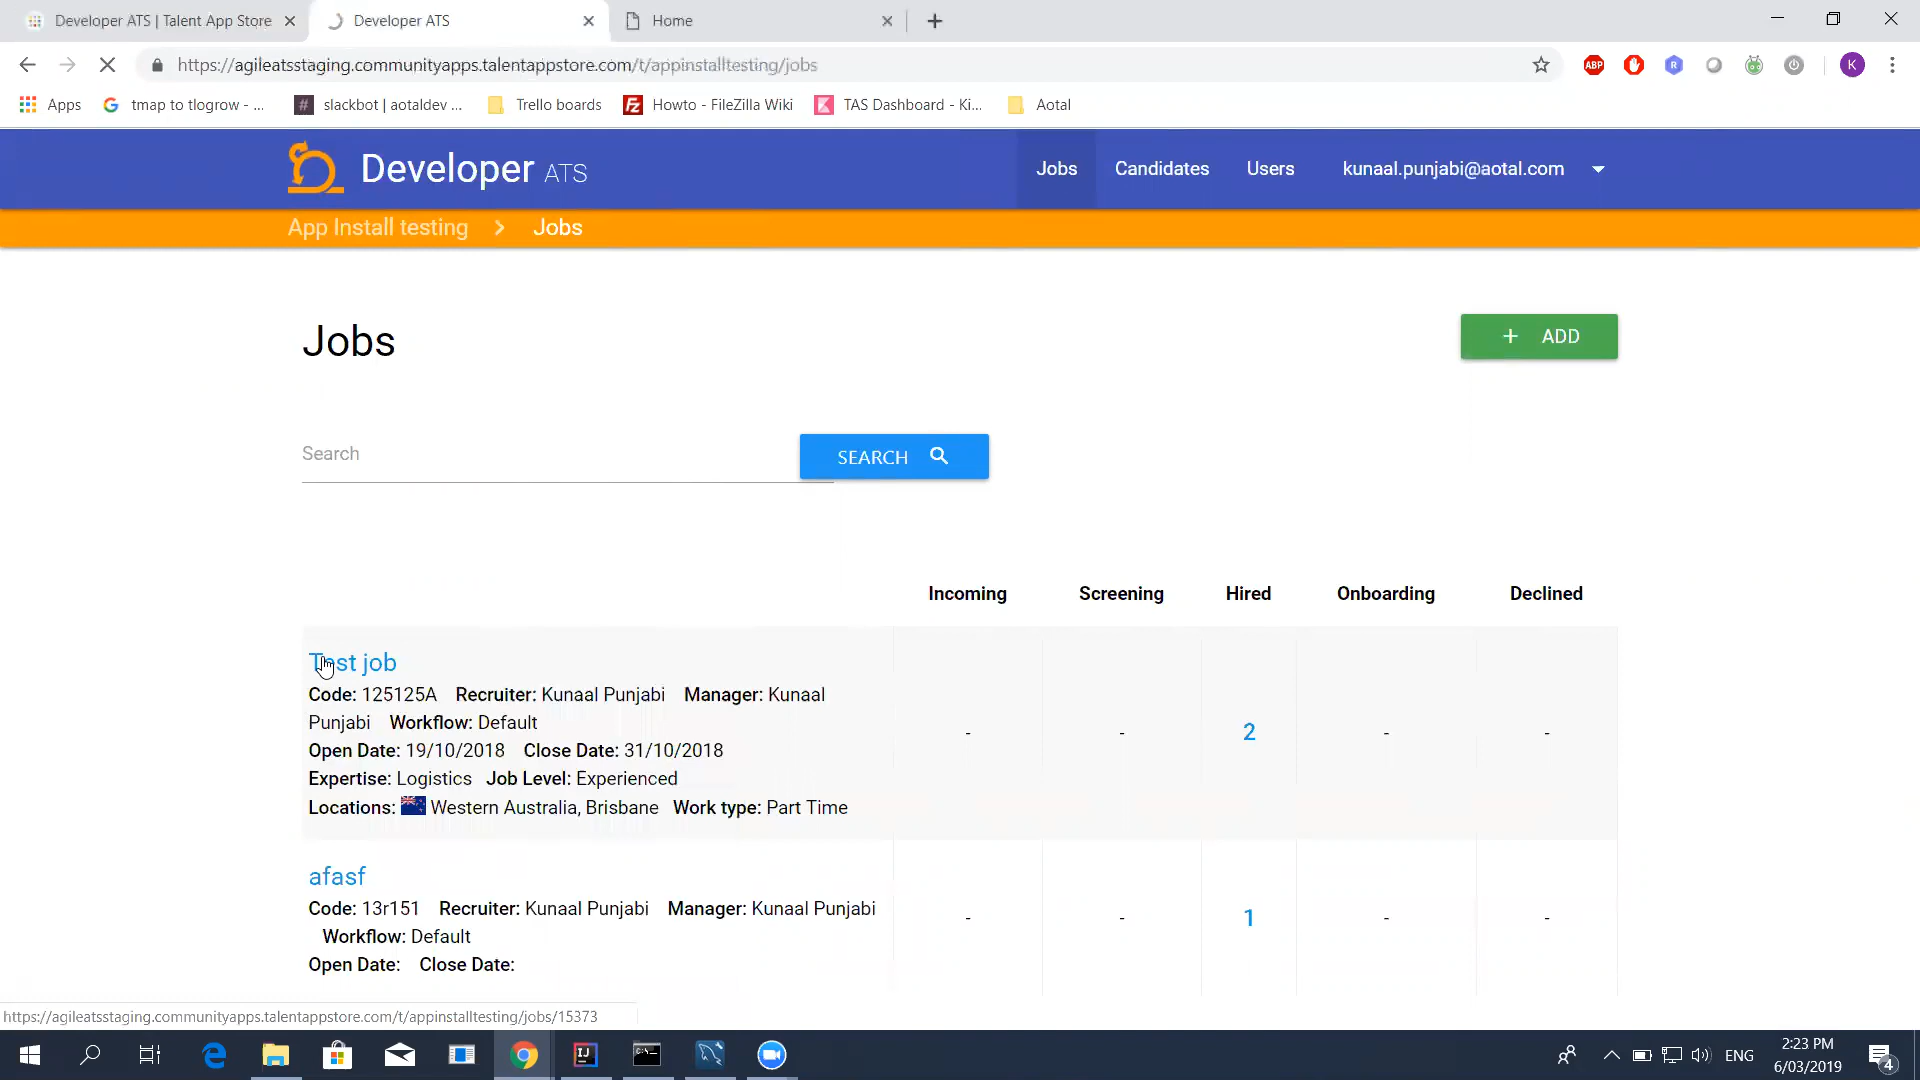 Developer ATS | Talent App Store
Developer ATS
Home
https://agileatsstaging.communityapps.talentappstore.com/t/appinstalltesting/jobs
ABP
R
K
Apps
tmap to tlogrow - ...
slackbot | aotaldev ...
Trello boards
Howto - FileZilla Wiki
TAS Dashboard - Ki...
Aotal
Developer ATS
Jobs
Candidates
Users
kunaal.punjabi@aotal.com
App Install testing > Jobs
Jobs
+ ADD
Search
SEARCH
Incoming Screening Hired Onboarding Declined
Test job
Code: 125125A Recruiter: Kunaal Punjabi Manager: Kunaal
Punjabi Workflow: Default
Open Date: 19/10/2018 Close Date: 31/10/2018
Expertise: Logistics Job Level: Experienced
Locations: Western Australia, Brisbane Work type: Part Time
- - 2 - -
afasf
Code: 13r151 Recruiter: Kunaal Punjabi Manager: Kunaal Punjabi
Workflow: Default
Open Date: Close Date:
- - 1 - -
https://agileatsstaging.communityapps.talentappstore.com/t/appinstalltesting/jobs/15373
ENG
2:23 PM
6/03/2019
4